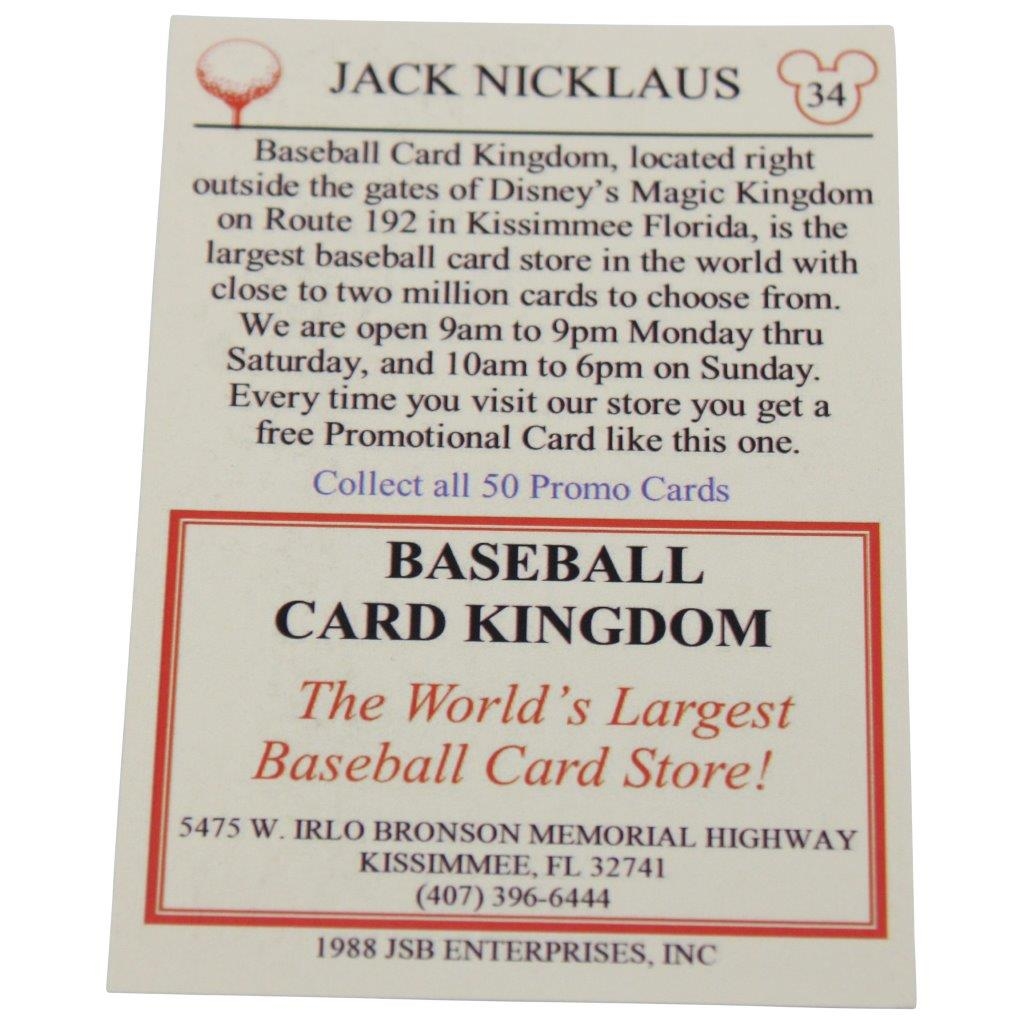 JACK NICKLAUS 34
Baseball Card Kingdom, located right
outside the gates of Disney's Magic Kingdom
on Route 192 in Kissimmee Florida, is the
largest baseball card store in the world with
close to two million cards to choose from.
We are open 9am to 9pm Monday thru
Saturday, and 10am to 6pm on Sunday.
Every time you visit our store you get a
free Promotional Card like this one.
Collect all 50 Promo Cards
BASEBALL
CARD KINGDOM
The World's Largest
Baseball Card Store!
5475 W. IRLO BRONSON MEMORIAL HIGHWAY
KISSIMMEE, FL 32741
(407) 396-6444
1988 JSB ENTERPRISES, INC